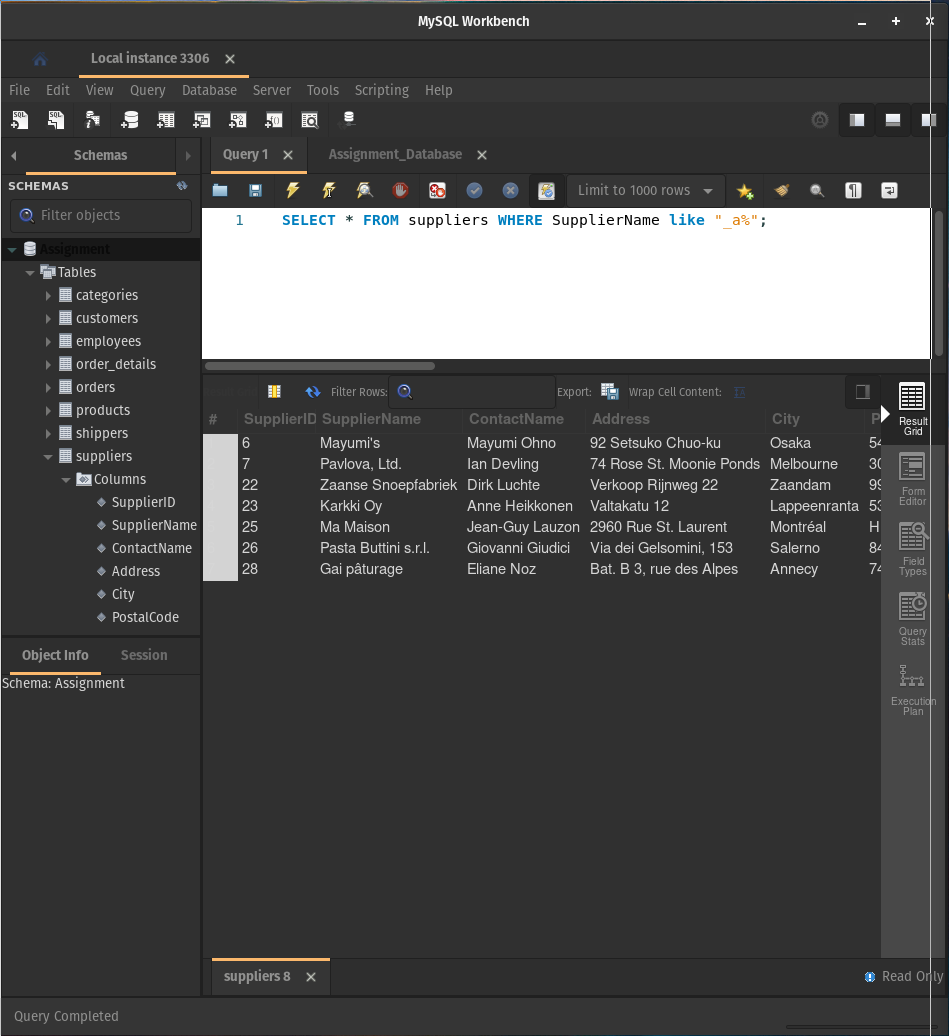 MySQL Workbench
Local instance 3306
File Edit View Query Database Server Tools Scripting Help
Schemas
Query 1
Assignment_Database
SCHEMAS
Limit to 1000 rows
Filter objects
1 SELECT * FROM suppliers WHERE SupplierName like "_a%";
Assignment
Tables
categories
customers
employees
order_details
orders
products
shippers
suppliers
Columns
SupplierID
SupplierName
ContactName
Address
City
PostalCode
Filter Rows: Export: Wrap Cell Content:
# SupplierID SupplierName ContactName Address City P
6 Mayumi's Mayumi Ohno 92 Setsuko Chuo-ku Osaka 54
7 Pavlova, Ltd. Ian Devling 74 Rose St. Moonie Ponds Melbourne 30
22 Zaanse Snoepfabriek Dirk Luchte Verkoop Rijnweg 22 Zaandam 99
23 Karkki Oy Anne Heikkonen Valtakatu 12 Lappeenranta 53
25 Ma Maison Jean-Guy Lauzon 2960 Rue St. Laurent Montréal H
26 Pasta Buttini s.r.l. Giovanni Giudici Via dei Gelsomini, 153 Salerno 84
28 Gai pâturage Eliane Noz Bat. B 3, rue des Alpes Annecy 74
Result
Grid
Form
Editor
Field
Types
Query
Stats
Execution
Plan
Object Info Session
Schema: Assignment
suppliers 8
Read Only
Query Completed